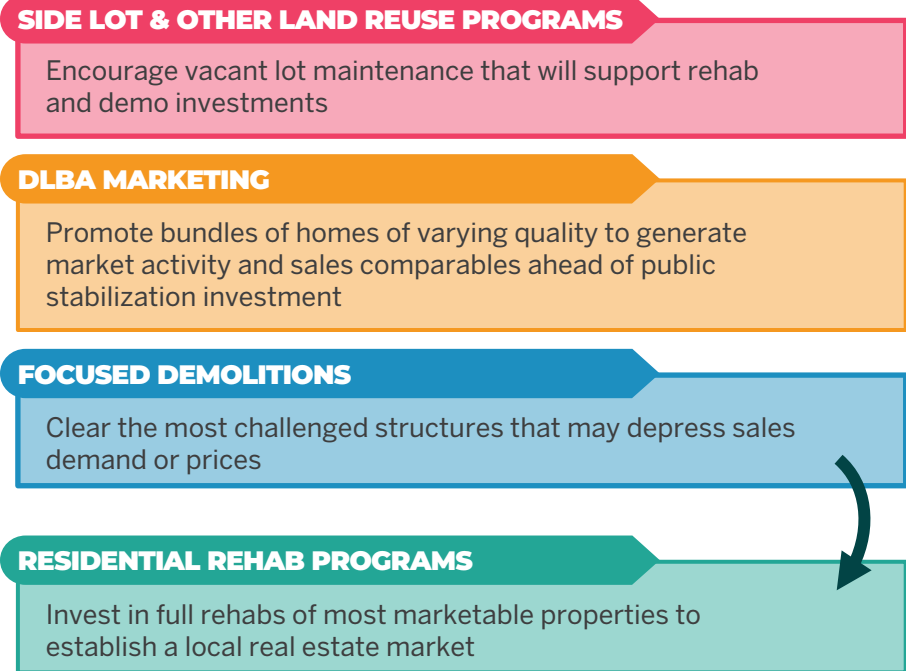 SIDE LOT & OTHER LAND REUSE PROGRAMS
Encourage vacant lot maintenance that will support rehab
and demo investments
DLBA MARKETING
Promote bundles of homes of varying quality to generate
market activity and sales comparables ahead of public
stabilization investment
FOCUSED DEMOLITIONS
Clear the most challenged structures that may depress sales
demand or prices
RESIDENTIAL REHAB PROGRAMS
Invest in full rehabs of most marketable properties to
establish a local real estate market